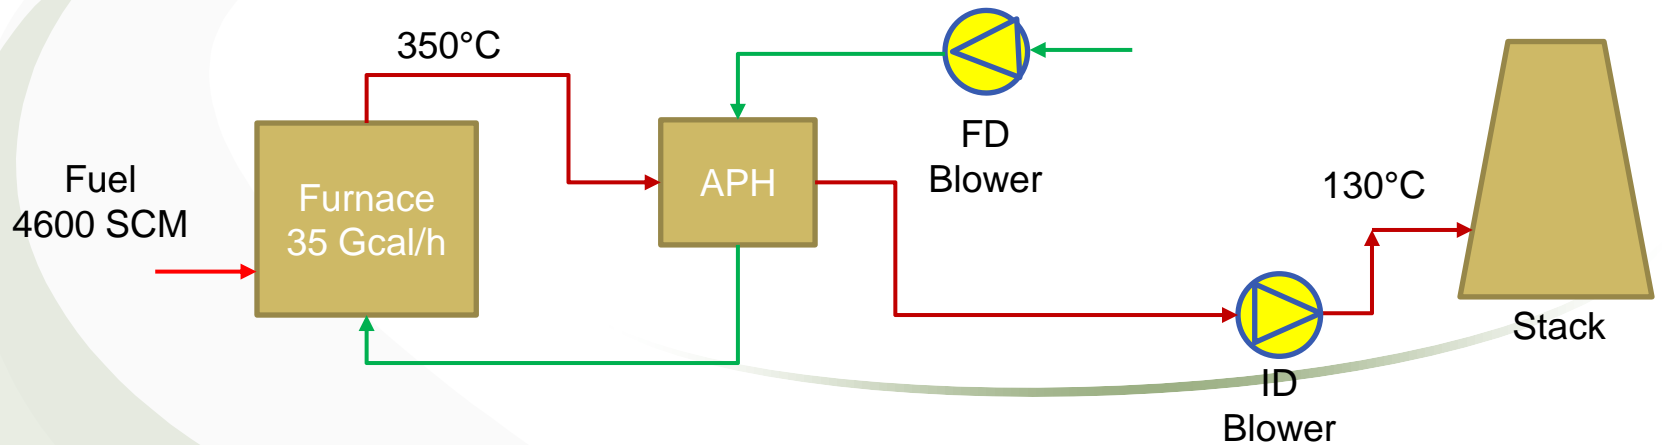 350°C
FD
Blower
Fuel
4600 SCM
Furnace
35 Gcal/h
APH
130°C
Stack
ID
Blower